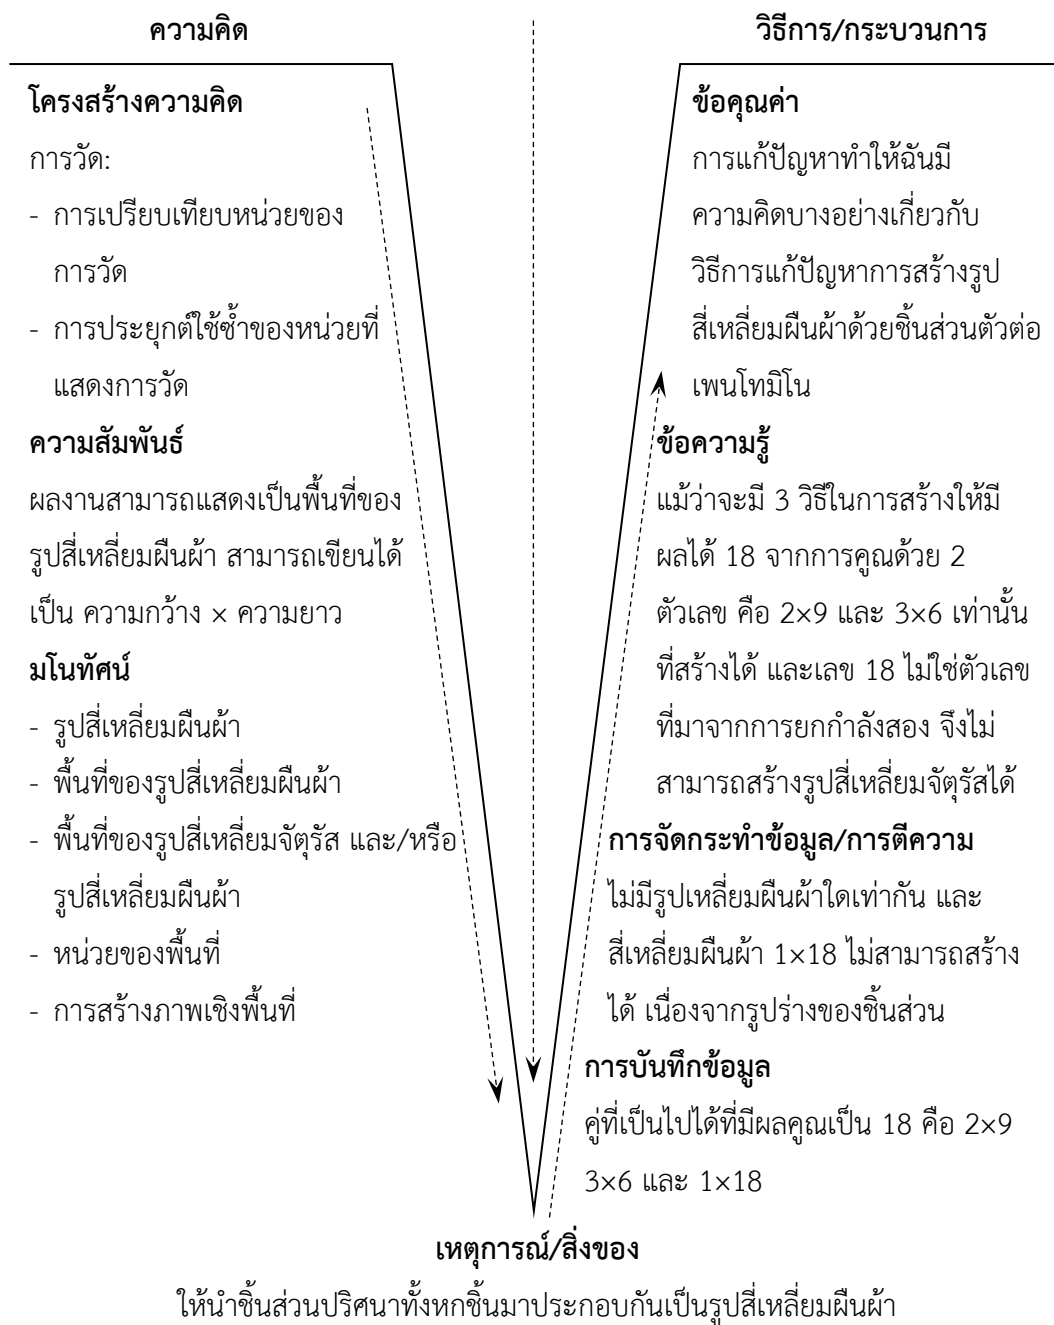 ความคิด
วิธีการ/กระบวนการ
โครงสร้างความคิด
การวัด:
- การเปรียบเทียบหน่วยของ
การวัด
- การประยุกต์ใช้ซ้ำของหน่วยที่
แสดงการวัด
ความสัมพันธ์
ผลงานสามารถแสดงเป็นพื้นที่ของ
รูปสี่เหลี่ยมผืนผ้า สามารถเขียนได้
เป็น ความกว้าง × ความยาว
มโนทัศน์
- รูปสี่เหลี่ยมผืนผ้า
- พื้นที่ของรูปสี่เหลี่ยมผืนผ้า
- พื้นที่ของรูปสี่เหลี่ยมจัตุรัส และ/หรือ
รูปสี่เหลี่ยมผืนผ้า
- หน่วยของพื้นที่
- การสร้างภาพเชิงพื้นที่
ข้อคุณค่า
การแก้ปัญหาทำให้ฉันมี
ความคิดบางอย่างเกี่ยวกับ
วิธีการแก้ปัญหาการสร้างรูป
สี่เหลี่ยมผืนผ้าด้วยชิ้นส่วนตัวต่อ
เพนโทมิโน
ข้อความรู้
แม้ว่าจะมี 3 วิธีในการสร้างให้มี
ผลได้ 18 จากการคูณด้วย 2
ตัวเลข คือ 2×9 และ 3×6 เท่านั้น
ที่สร้างได้ และเลข 18 ไม่ใช่ตัวเลข
ที่มาจากการยกกำลังสอง จึงไม่
สามารถสร้างรูปสี่เหลี่ยมจัตุรัสได้
การจัดกระทำข้อมูล/การตีความ
ไม่มีรูปเหลี่ยมผืนผ้าใดเท่ากัน และ
สี่เหลี่ยมผืนผ้า 1×18 ไม่สามารถสร้าง
ได้ เนื่องจากรูปร่างของชิ้นส่วน
การบันทึกข้อมูล
คู่ที่เป็นไปได้ที่มีผลคูณเป็น 18 คือ 2×9
3×6 และ 1×18
เหตุการณ์/สิ่งของ
ให้นำชิ้นส่วนปริศนาทั้งหกชิ้นมาประกอบกันเป็นรูปสี่เหลี่ยมผืนผ้า